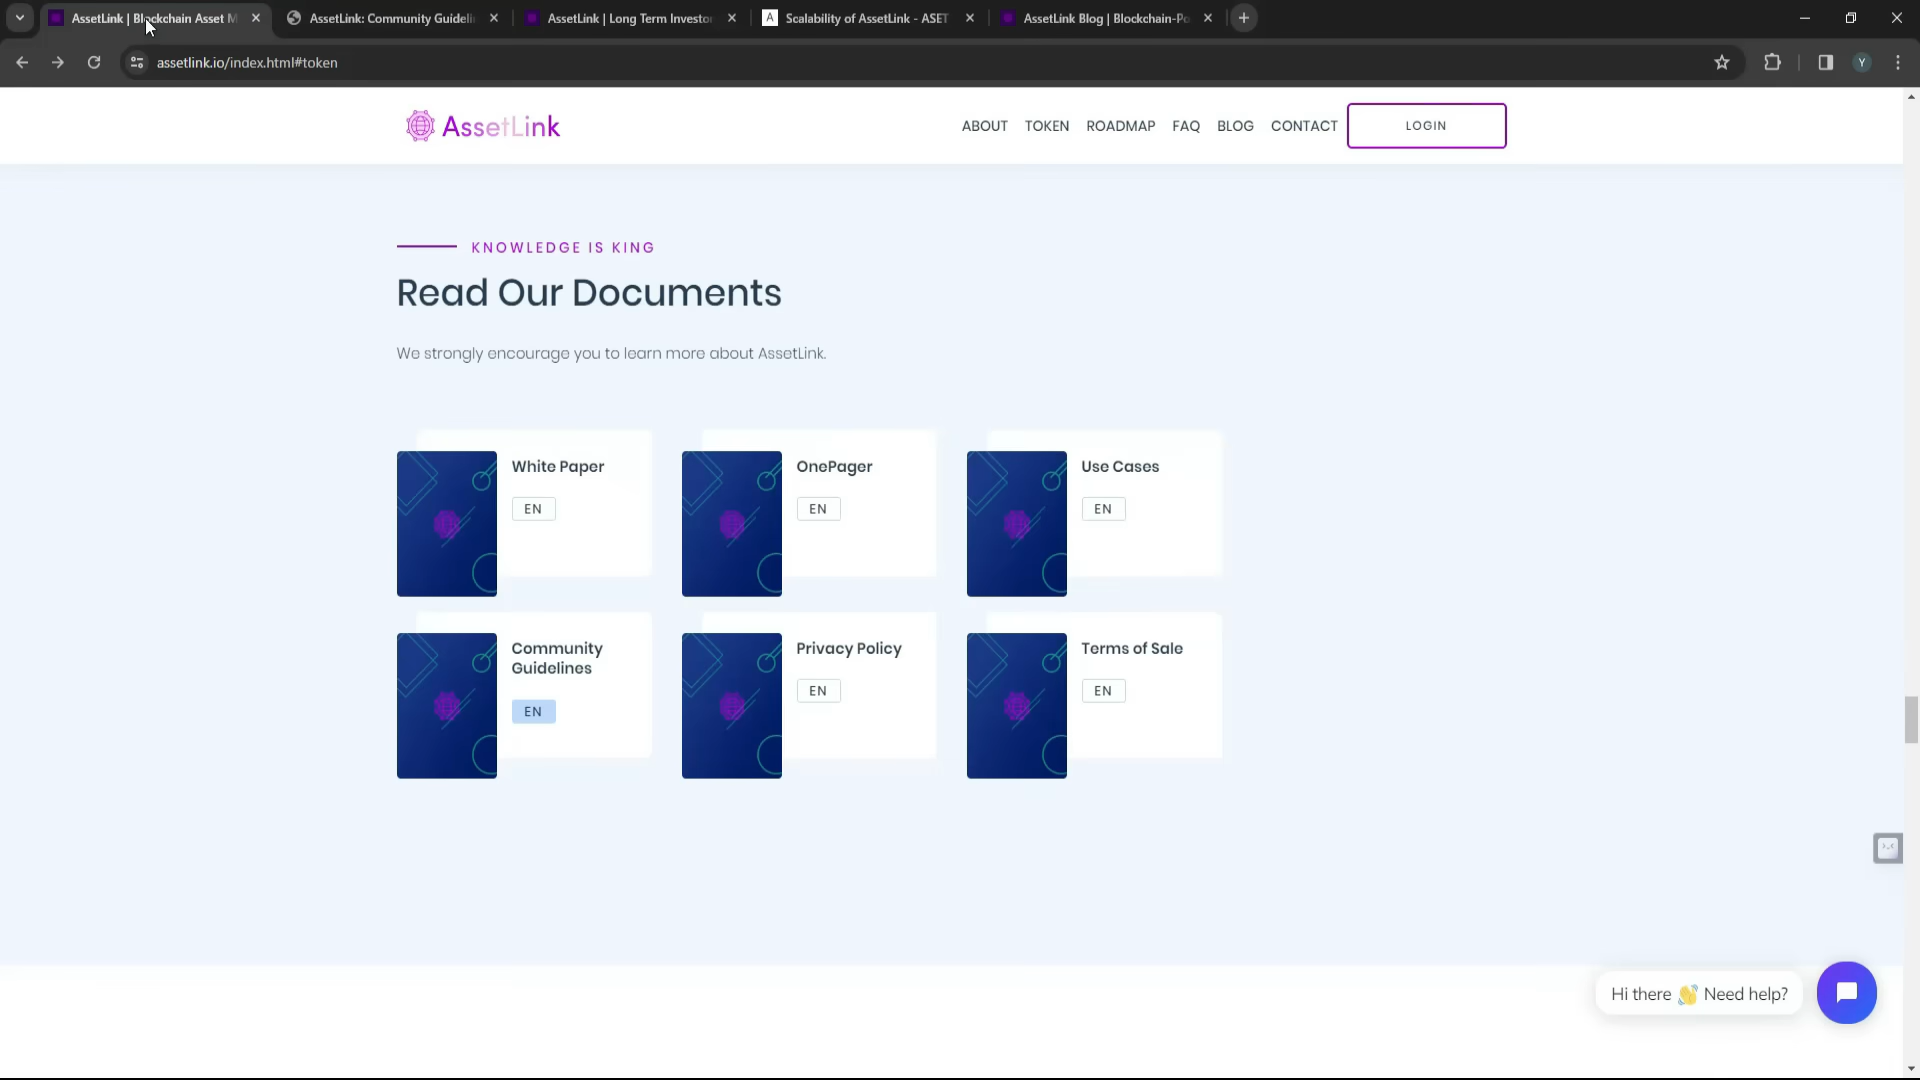 AssetLink | Blockchain Asset M
AssetLink: Community Guideli
AssetLink | Long Term Investor
A
Scalability of AssetLink - ASET
AssetLink Blog | Blockchain-Po
assetlink.io/index.html#token
Y
AssetLink
ABOUT
TOKEN
ROADMAP
FAQ
BLOG
CONTACT
LOGIN
KNOWLEDGE IS KING
Read Our Documents
We strongly encourage you to learn more about AssetLink.
White Paper
EN
OnePager
EN
Use Cases
EN
Community
Guidelines
EN
Privacy Policy
EN
Terms of Sale
EN
Hi there 👋 Need help?